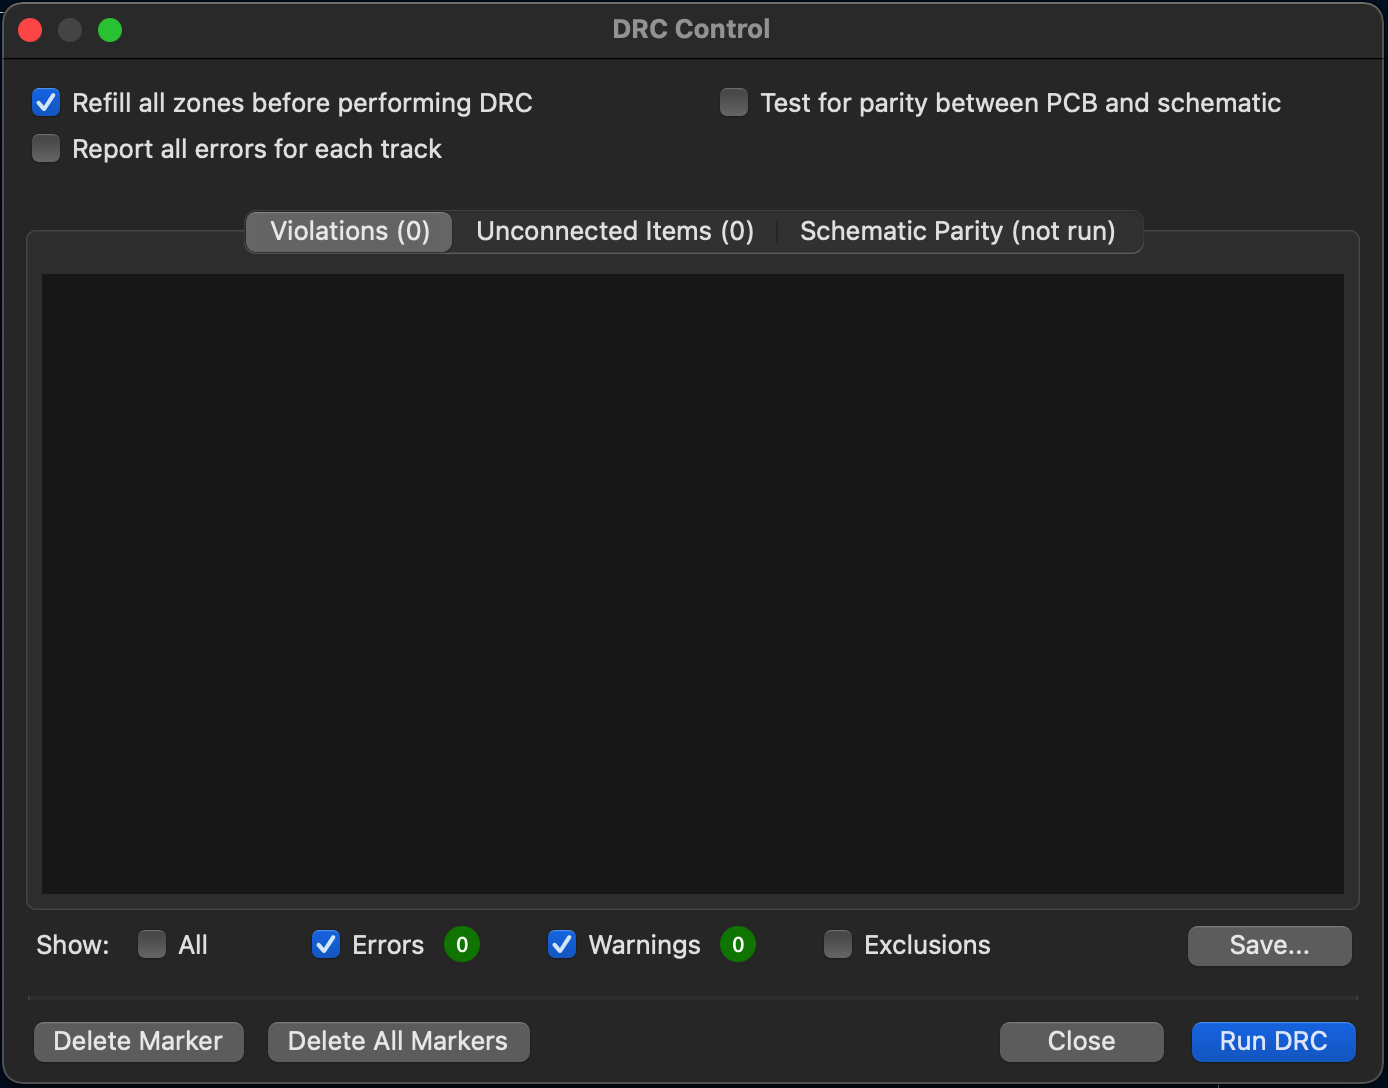 DRC Control
Refill all zones before performing DRC
Test for parity between PCB and schematic
Report all errors for each track
Violations (0) Unconnected Items (0) Schematic Parity (not run)
Show: All Errors 0 Warnings 0 Exclusions Save...
Delete Marker Delete All Markers Close Run DRC